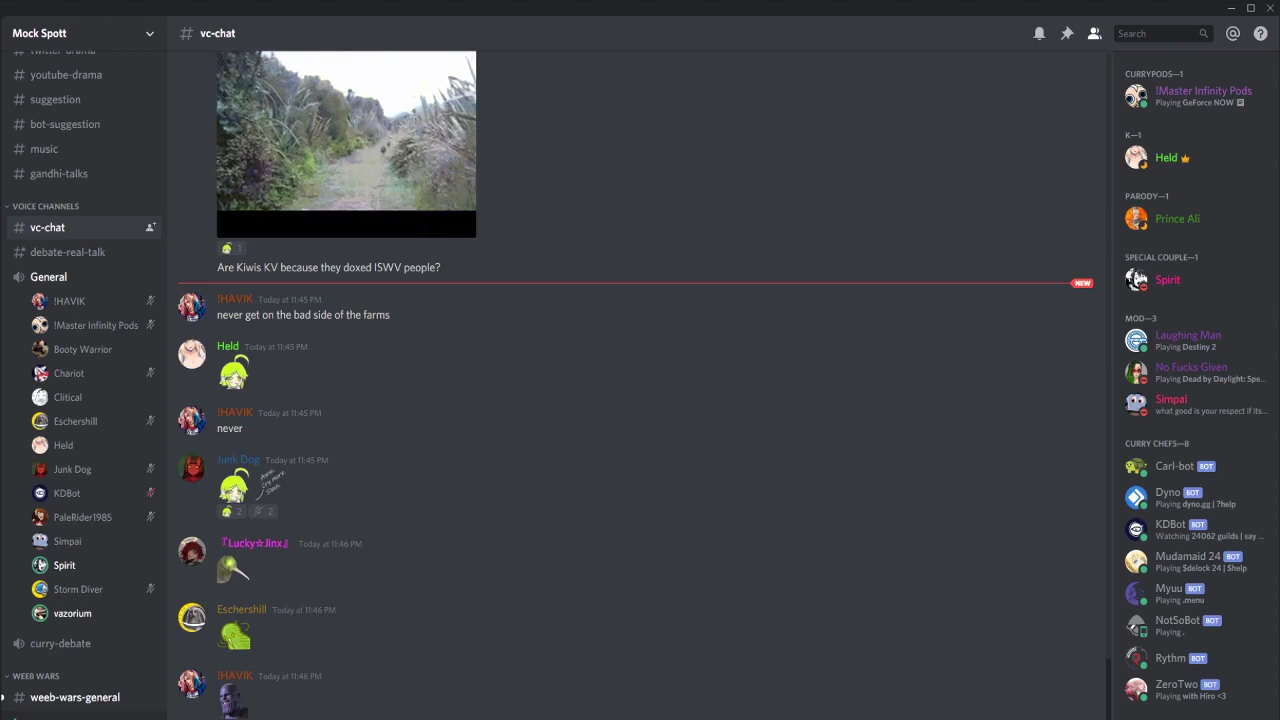 Mock Spott
# vc-chat
Search
twitter-drama
# youtube-drama
# suggestion
# bot-suggestion
# music
# gandhi-talks
VOICE CHANNELS
# vc-chat
# debate-real-talk
General
!HAVIK
!Master Infinity Pods
Booty Warrior
Chariot
Clitical
Eschershill
Held
Junk Dog
KDBot
PaleRider1985
Simpai
Spirit
Storm Diver
vazorium
curry-debate
WEEB WARS
# weeb-wars-general
1
Are Kiwis KV because they doxed ISWV people?
NEW
!HAVIK Today at 11:45 PM
never get on the bad side of the farms
Held Today at 11:45 PM
!HAVIK Today at 11:45 PM
never
Junk Dog Today at 11:45 PM
cry more
2 2
『Lucky☆Jinx』 Today at 11:46 PM
Eschershill Today at 11:46 PM
!HAVIK Today at 11:46 PM
CURRYPODS—1
!Master Infinity Pods
Playing GeForce NOW
K—1
Held
PARODY—1
Prince Ali
SPECIAL COUPLE—1
Spirit
MOD—3
Laughing Man
Playing Destiny 2
No Fucks Given
Playing Dead by Daylight: Spe...
Simpai
what good is your respect if its...
CURRY CHEFS—8
Carl-bot BOT
Dyno BOT
Playing dyno.gg | ?help
KDBot BOT
Watching 24062 guilds | say ...
Mudamaid 24 BOT
Playing $delock 24 | $help
Myuu BOT
Playing .menu
NotSoBot BOT
Playing .
Rythm BOT
ZeroTwo BOT
Playing with Hiro <3